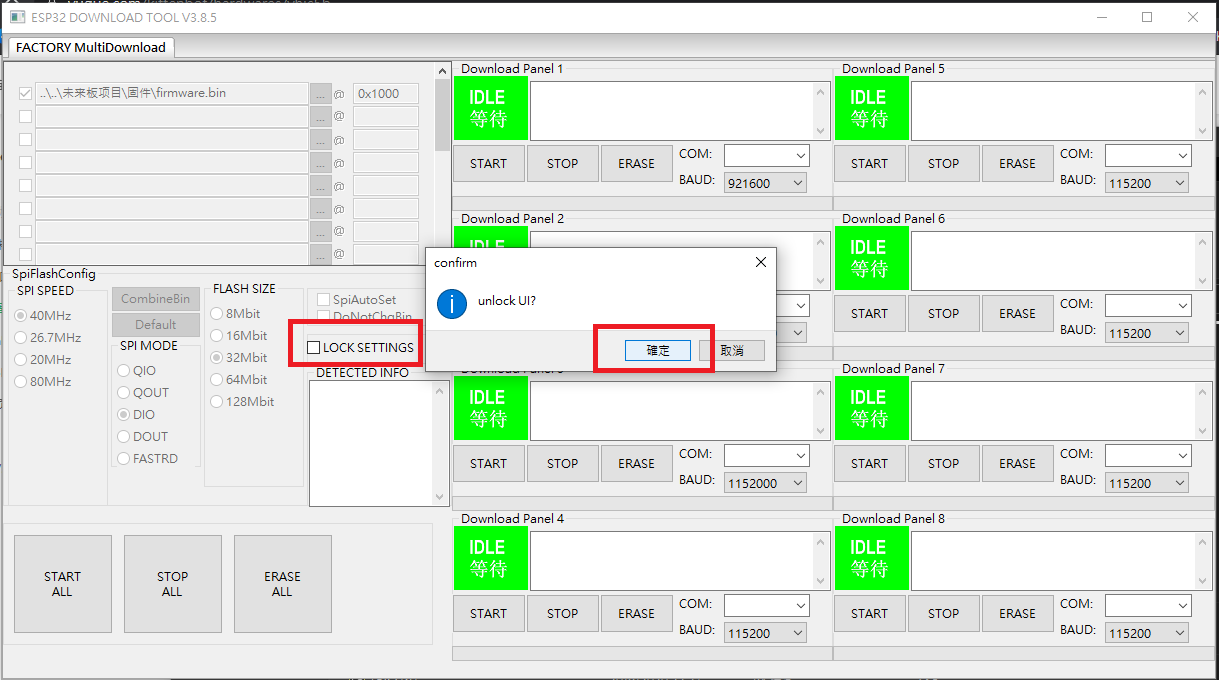 ESP32 DOWNLOAD TOOL V3.8.5
FACTORY MultiDownload
..\..\未来板项目\固件\firmware.bin ... @ 0x1000
... @
... @
... @
... @
... @
... @
... @
SpiFlashConfig
SPI SPEED
40MHz
26.7MHz
20MHz
80MHz
CombineBin
Default
SPI MODE
QIO
QOUT
DIO
DOUT
FASTRD
FLASH SIZE
8Mbit
16Mbit
32Mbit
64Mbit
128Mbit
SpiAutoSet
DoNotChgBin
LOCK SETTINGS
DETECTED INFO
START
ALL
STOP
ALL
ERASE
ALL
confirm
unlock UI?
確定
取消
Download Panel 1
IDLE
等待
START STOP ERASE
COM:
BAUD: 921600
Download Panel 2
IDLE
IDLE
等待
START STOP ERASE
COM:
BAUD: 1152000
Download Panel 4
IDLE
等待
START STOP ERASE
COM:
BAUD: 115200
Download Panel 5
IDLE
等待
START STOP ERASE
COM:
BAUD: 115200
Download Panel 6
IDLE
等待
START STOP ERASE
COM:
BAUD: 115200
Download Panel 7
IDLE
等待
START STOP ERASE
COM:
BAUD: 115200
Download Panel 8
IDLE
等待
START STOP ERASE
COM:
BAUD: 115200